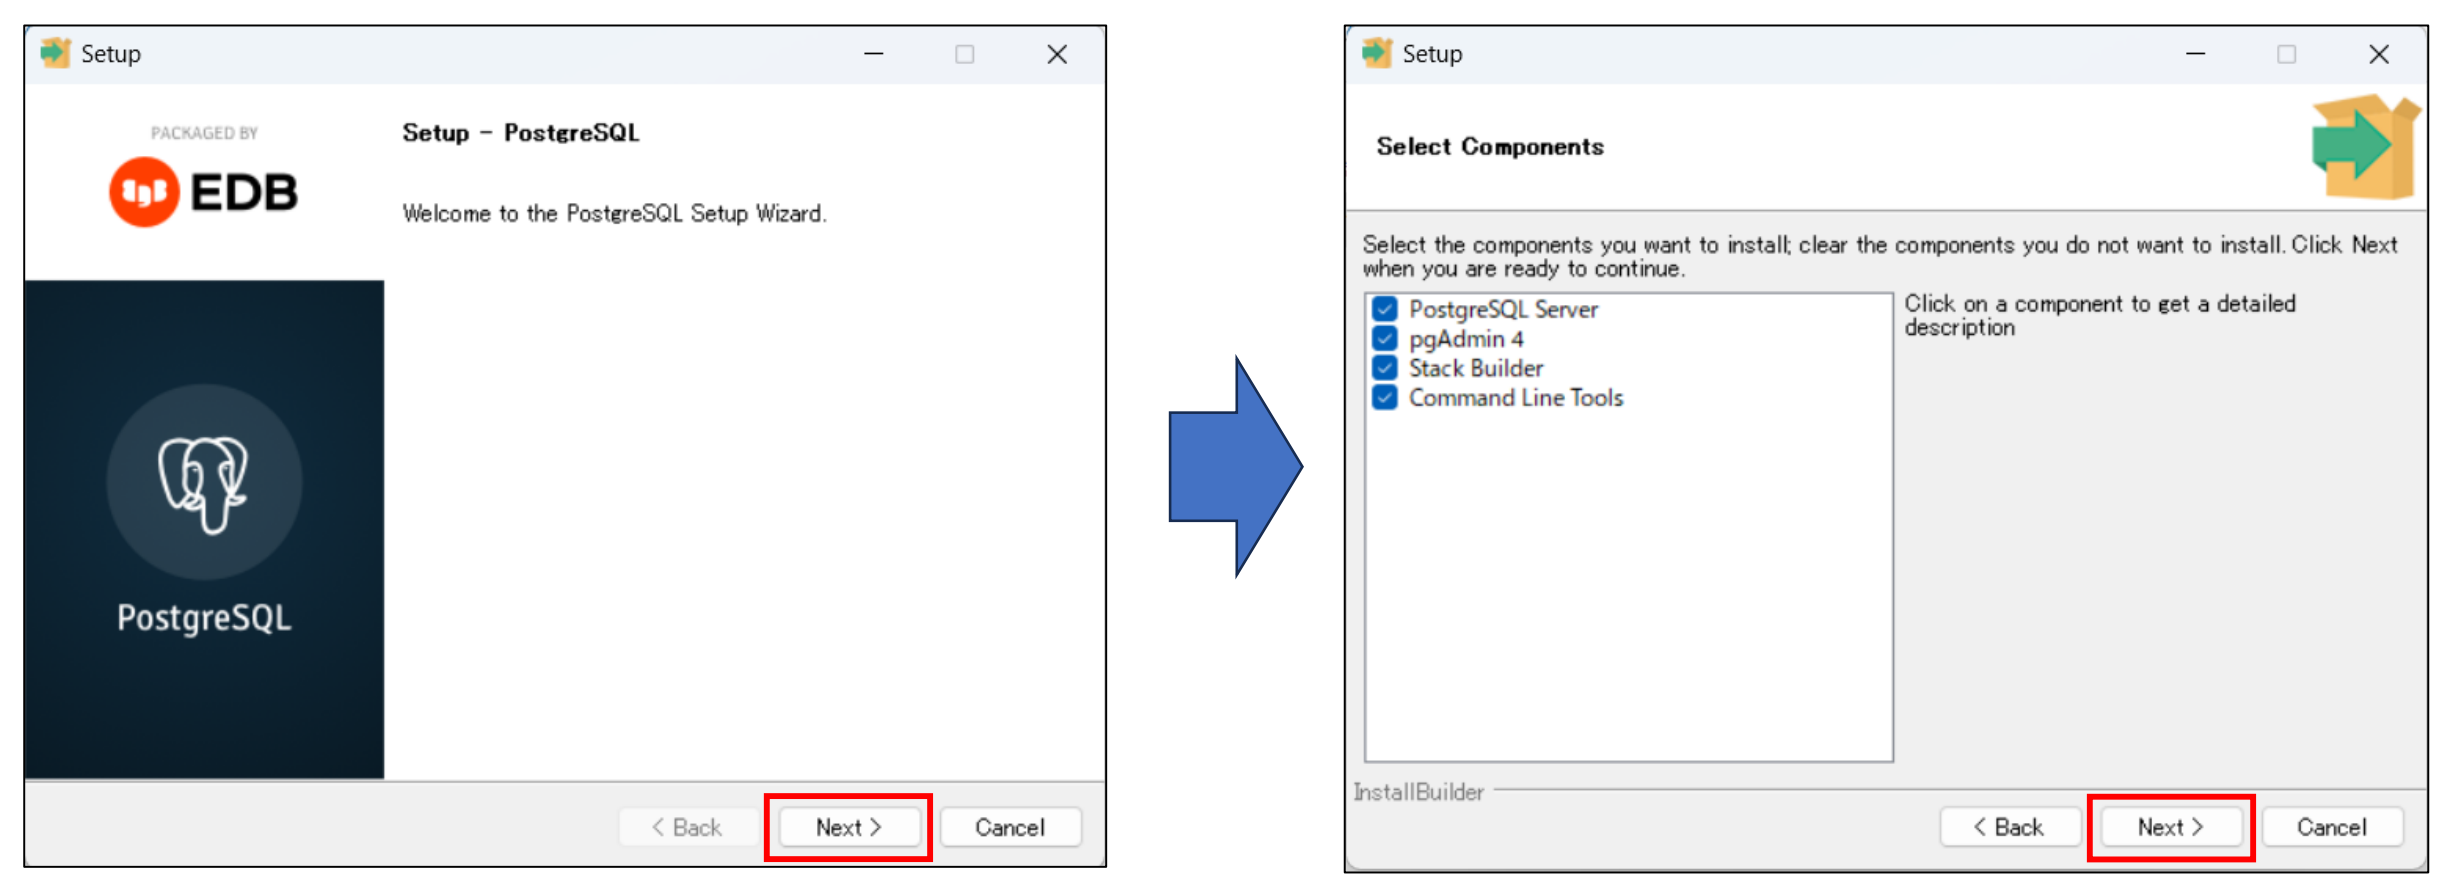 Setup
PACKAGED BY
EDB
Setup - PostgreSQL
Welcome to the PostgreSQL Setup Wizard.
PostgreSQL
< Back
Next >
Cancel
Setup
Select Components
Select the components you want to install; clear the components you do not want to install. Click Next
when you are ready to continue.
PostgreSQL Server
pgAdmin 4
Stack Builder
Command Line Tools
Click on a component to get a detailed
description
InstallBuilder
< Back
Next >
Cancel